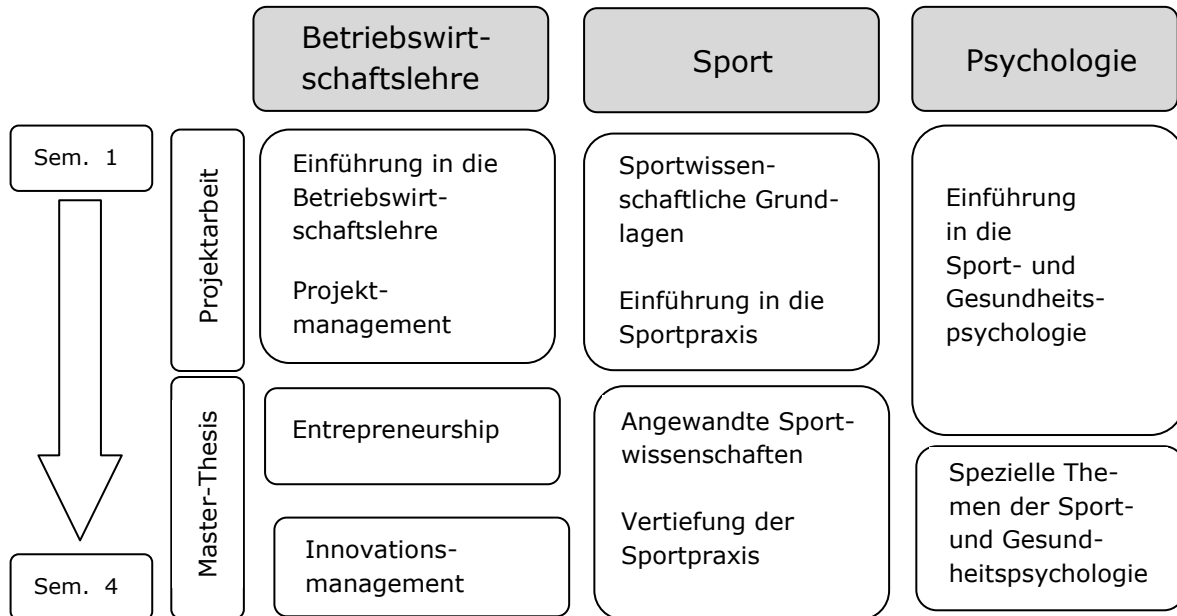 Betriebswirt-
schaftslehre
Sport
Psychologie
Sem. 1
Projektarbeit
Einführung in die
Betriebswirt-
schaftslehre
Projekt-
management
Sportwissen-
schaftliche Grund-
lagen
Einführung in die
Sportpraxis
Einführung
in die
Sport- und
Gesundheits-
psychologie
Master-Thesis
Entrepreneurship
Innovations-
management
Angewandte Sport-
wissenschaften
Vertiefung der
Sportpraxis
Spezielle The-
men der Sport-
und Gesund-
heitspsychologie
Sem. 4